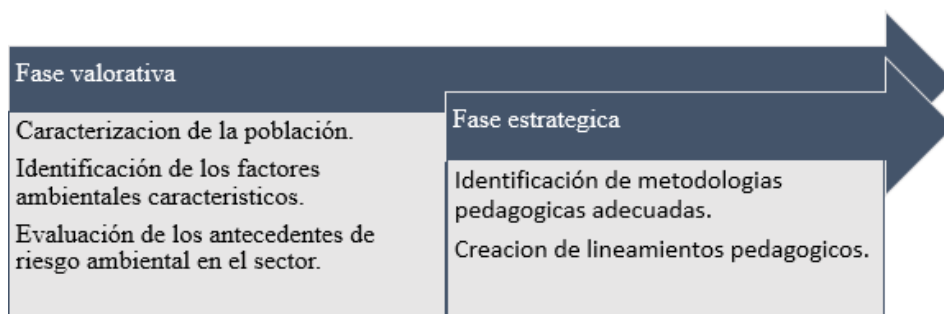 Fase valorativa
Caracterizacion de la población.
Identificación de los factores
ambientales caracteristicos.
Evaluación de los antecedentes de
riesgo ambiental en el sector.
Fase estrategica
Identificación de metodologias
pedagogicas adecuadas.
Creacion de lineamientos pedagogicos.